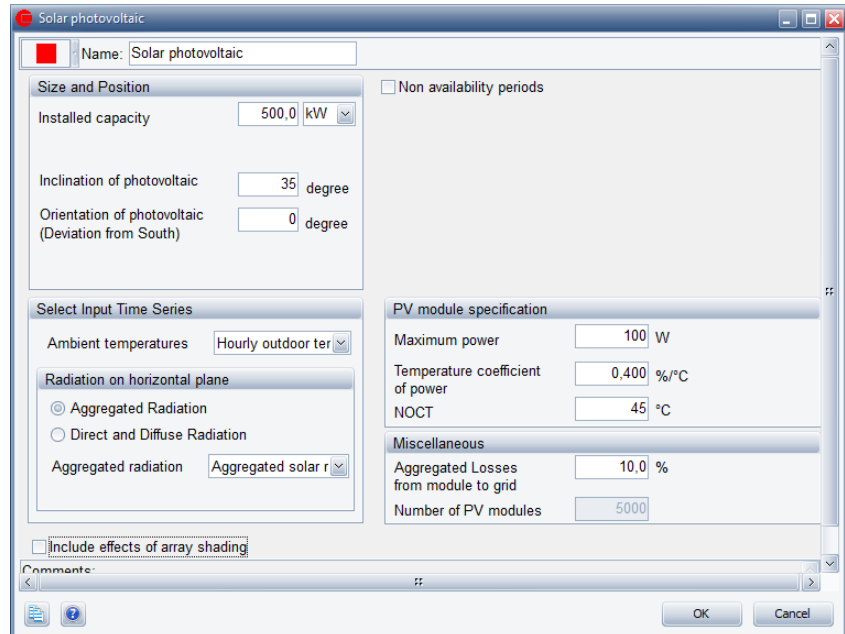 Solar photovoltaic
Name: Solar photovoltaic
Size and Position
Installed capacity 500,0 kW
Inclination of photovoltaic 35 degree
Orientation of photovoltaic
(Deviation from South) 0 degree
Non availability periods
Select Input Time Series
Ambient temperatures Hourly outdoor ter
Radiation on horizontal plane
Aggregated Radiation
Direct and Diffuse Radiation
Aggregated radiation Aggregated solar r
PV module specification
Maximum power 100 W
Temperature coefficient
of power 0,400 %/°C
NOCT 45 °C
Miscellaneous
Aggregated Losses
from module to grid 10,0 %
Number of PV modules 5000
Include effects of array shading
Comments:
OK Cancel